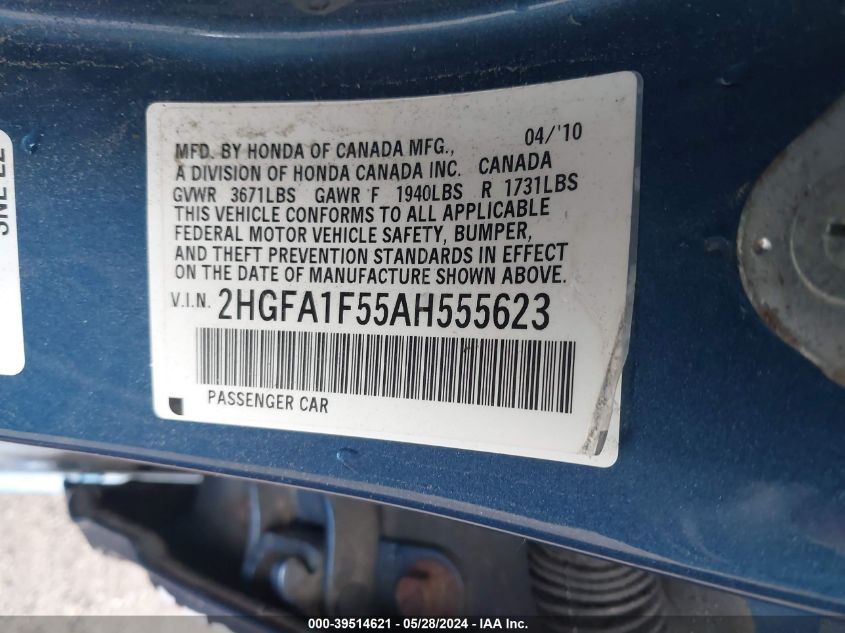 MFD. BY HONDA OF CANADA MFG., 04/'10
A DIVISION OF HONDA CANADA INC. CANADA
GVWR 3671LBS GAWR F 1940LBS R 1731LBS
THIS VEHICLE CONFORMS TO ALL APPLICABLE
FEDERAL MOTOR VEHICLE SAFETY, BUMPER,
AND THEFT PREVENTION STANDARDS IN EFFECT
ON THE DATE OF MANUFACTURE SHOWN ABOVE.
V.I.N. 2HGFA1F55AH555623
PASSENGER CAR
000-39514621 - 05/28/2024 - IAA Inc.